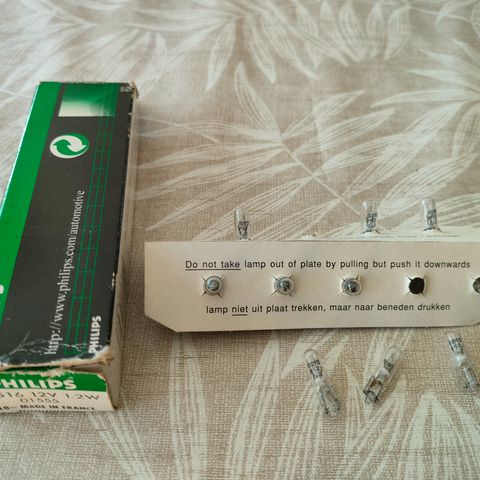 http://www.philips.com/automotive
PHILIPS
PHILIPS
12V 1.2W
01555
MADE IN FRANCE
Do not take lamp out of plate by pulling but push it downwards
lamp niet uit plaat trekken, maar naar beneden drukken